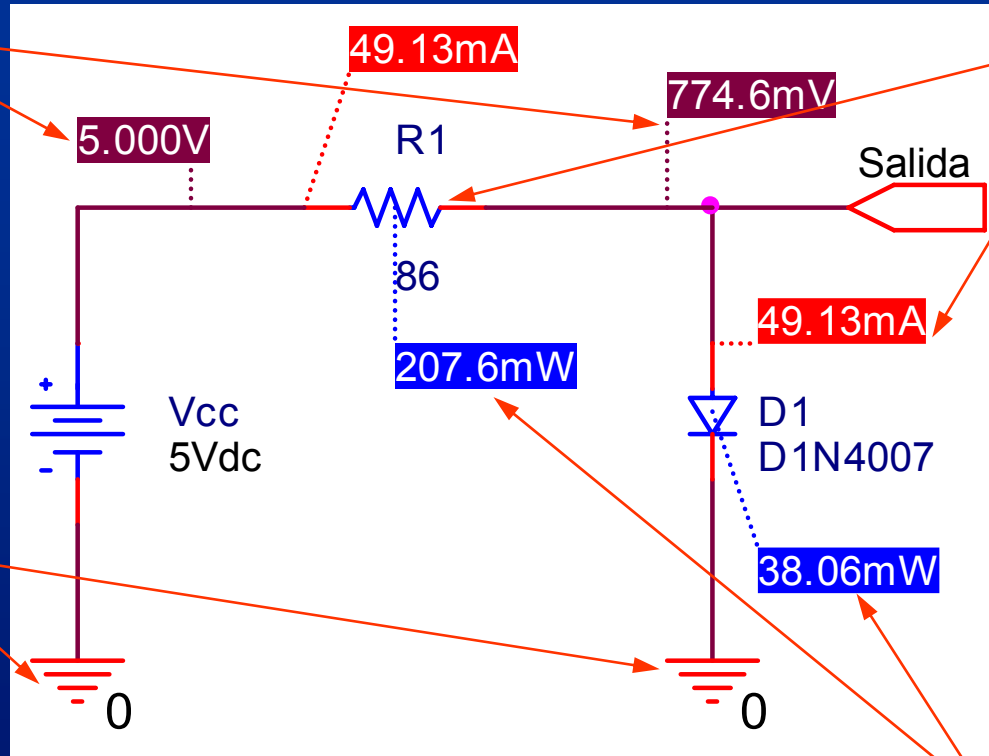 49.13mA
774.6mV
5.000V
R1
Salida
86
49.13mA
207.6mW
Vcc
5Vdc
D1
D1N4007
38.06mW
0
0